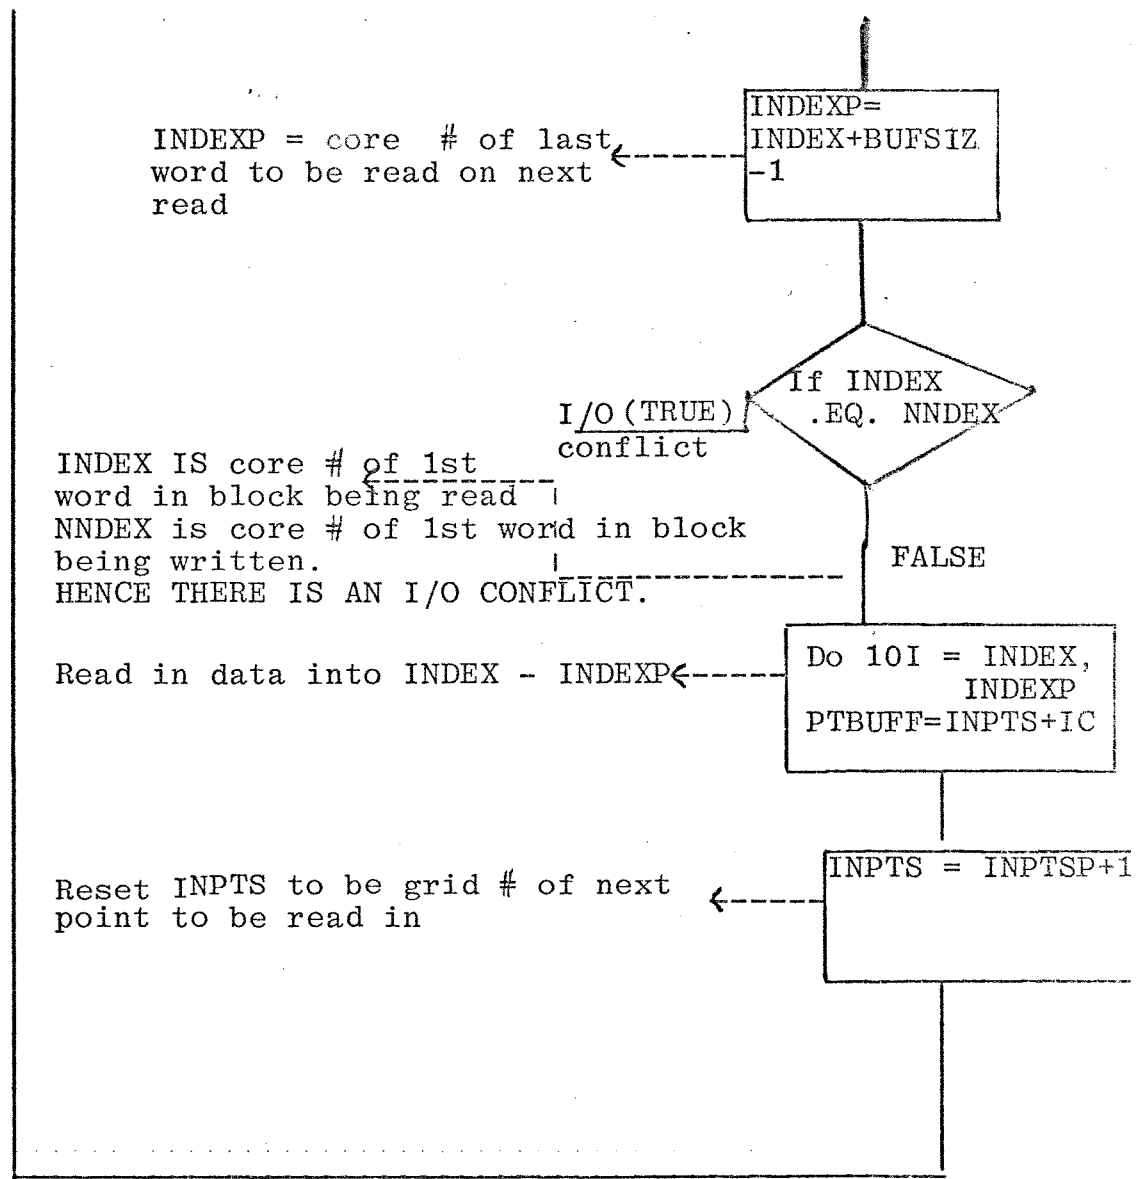 INDEXP=
INDEX+BUFSIZ
-1
INDEXP = core # of last
word to be read on next
read
If INDEX
.EQ. NNDEX
I/O (TRUE)
conflict
INDEX IS core # of 1st
word in block being read
NNDEX is core # of 1st word in block
being written.
HENCE THERE IS AN I/O CONFLICT.
FALSE
Do 10I = INDEX,
INDEXP
PTBUFF=INPTS+IC
Read in data into INDEX - INDEXP
INPTS = INPTSP+1
Reset INPTS to be grid # of next
point to be read in